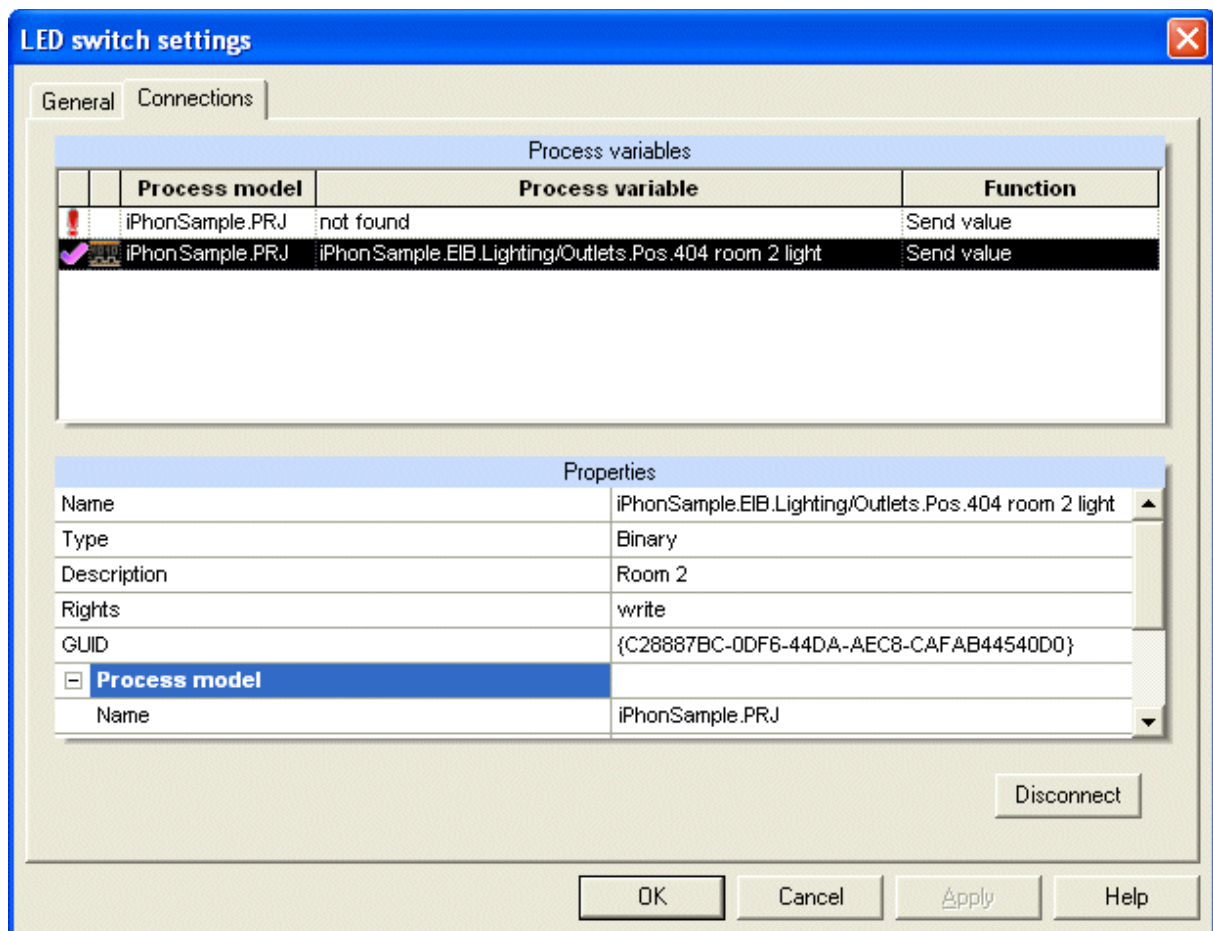 LED switch settings
General Connections
Process variables
Process model Process variable Function
iPhonSample.PRJ not found Send value
iPhonSample.PRJ iPhonSample.EIB.Lighting/Outlets.Pos.404 room 2 light Send value
Properties
Name iPhonSample.EIB.Lighting/Outlets.Pos.404 room 2 light
Type Binary
Description Room 2
Rights write
GUID {C28887BC-0DF6-44DA-AEC8-CAFAB44540D0}
Process model
Name iPhonSample.PRJ
Disconnect
OK Cancel Apply Help